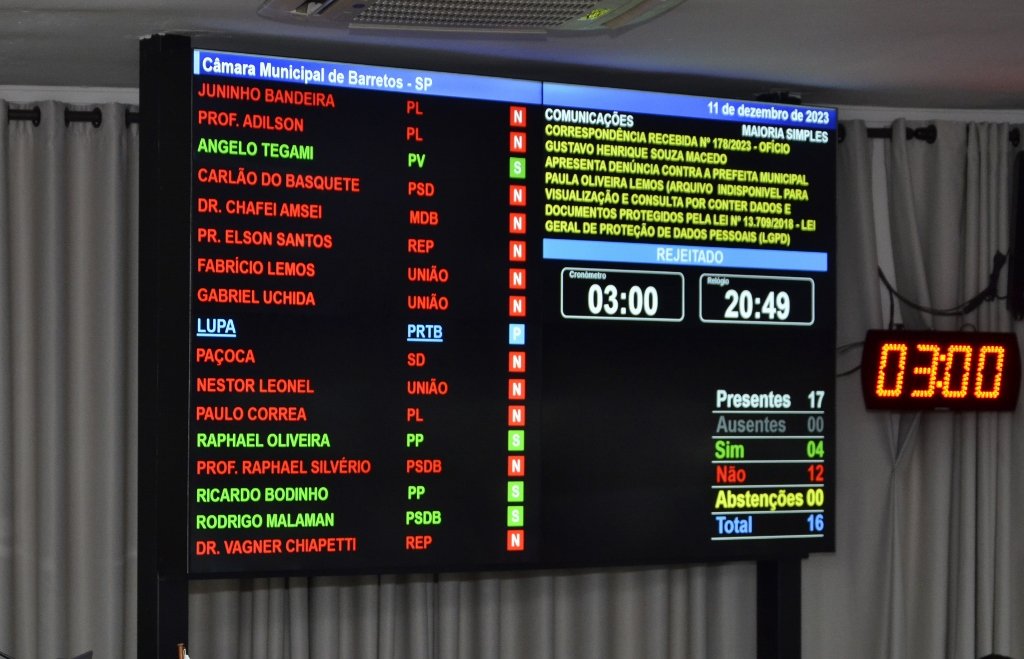 Câmara Municipal de Barretos - SP
11 de dezembro de 2023
JUNINHO BANDEIRA PL N
PROF. ADILSON PL N
ANGELO TEGAMI PV S
CARLÃO DO BASQUETE PSD N
DR. CHAFEI AMSEI MDB N
PR. ELSON SANTOS REP N
FABRÍCIO LEMOS UNIÃO N
GABRIEL UCHIDA UNIÃO N
LUPA PRTB P
PAÇOCA SD N
NESTOR LEONEL UNIÃO N
PAULO CORREA PL N
RAPHAEL OLIVEIRA PP S
PROF. RAPHAEL SILVÉRIO PSDB N
RICARDO BODINHO PP S
RODRIGO MALAMAN PSDB S
DR. VAGNER CHIAPETTI REP N
COMUNICAÇÕES MAIORIA SIMPLES
CORRESPONDÊNCIA RECEBIDA Nº 178/2023 - OFÍCIO
GUSTAVO HENRIQUE SOUZA MACEDO
APRESENTA DENÚNCIA CONTRA A PREFEITA MUNICIPAL
PAULA OLIVEIRA LEMOS (ARQUIVO INDISPONIVEL PARA
VISUALIZAÇÃO E CONSULTA POR CONTER DADOS E
DOCUMENTOS PROTEGIDOS PELA LEI Nº 13.709/2018 - LEI
GERAL DE PROTEÇÃO DE DADOS PESSOAIS (LGPD)
REJEITADO
Cronômetro
03:00
Relógio
20:49
Presentes 17
Ausentes 00
Sim 04
Não 12
Abstenções 00
Total 16
03:00